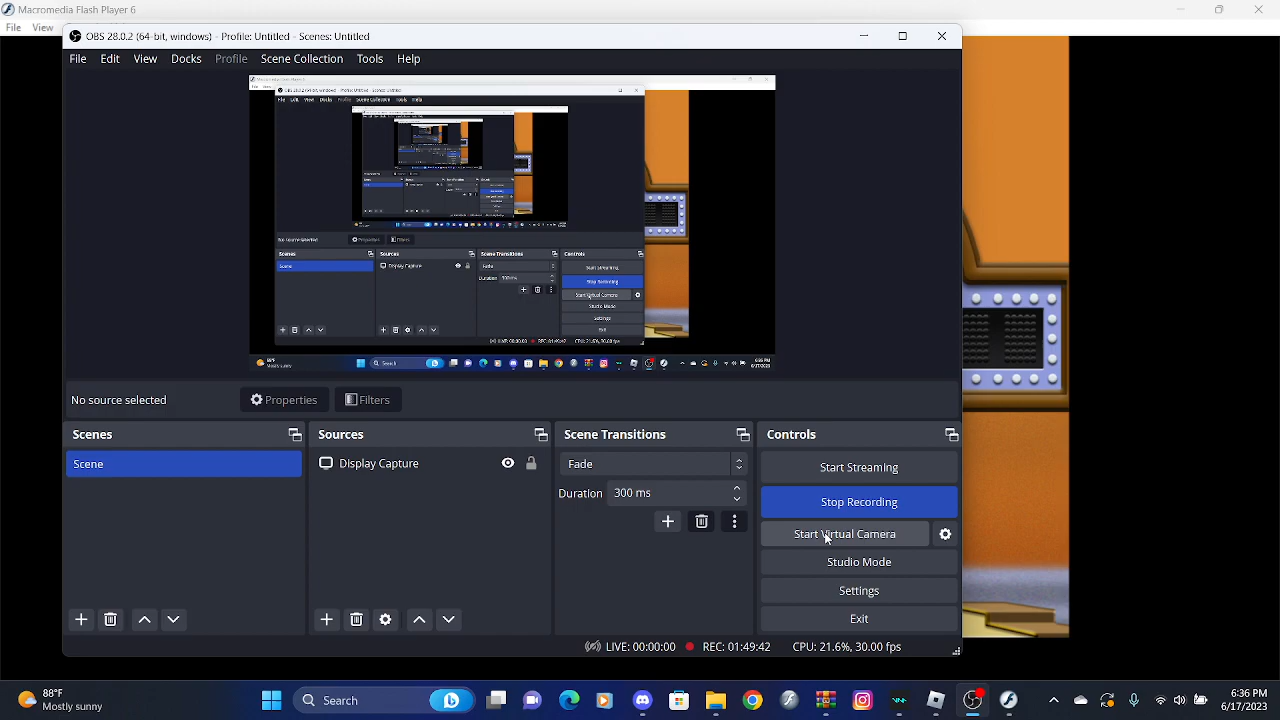 Macromedia Flash Player 6
File View
OBS 28.0.2 (64-bit, windows) - Profile: Untitled - Scenes: Untitled
File Edit View Docks Profile Scene Collection Tools Help
No source selected Properties Filters
Scenes Sources Scene Transitions Controls
Scene
Display Capture
Fade
Duration 300 ms
Start Streaming
Stop Recording
Start Virtual Camera
Studio Mode
Settings
Exit
LIVE: 00:00:00 REC: 01:49:42 CPU: 21.6%, 30.00 fps
88°F
Mostly sunny
Search
6:36 PM
6/17/2023